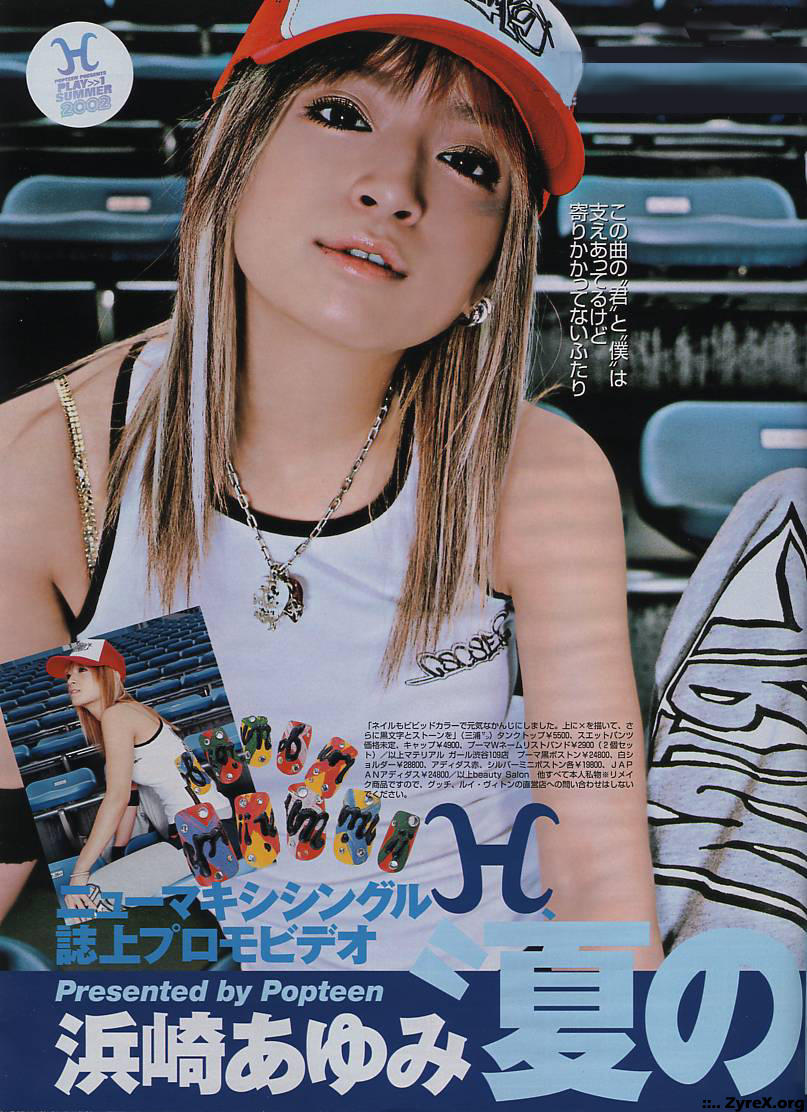 H
POPTEEN PRESENTS
PLAY>>1
SUMMER
2002
この曲の〝君〟と〝僕〟は
支えあってるけど
寄りかかってないふたり
「ネイルもビビッドカラーで元気なかんじにしました。上に×を描いて、さ
らに黒文字とストーンを」(三浦㌠)タンクトップ¥5500、スエットパンツ
価格未定、キャップ¥4900、プーマWネームリストバンド¥2900(2個セッ
ト)/以上マテリアル ガール渋谷109店 プーマ黒ボストン¥24800、白シ
ョルダー¥28800、アディダス赤、シルバーミニボストン各¥19800、JAP
ANアディダス¥24800/以上beauty Salon 他すべて本人私物※リメイ
ク商品ですので、グッチ、ルイ・ヴィトンの直営店への問い合わせはしない
でください。
H
ニューマキシシングル
誌上プロモビデオ
Presented by Popteen
浜崎あゆみ
夏の
::.. ZyreX.org